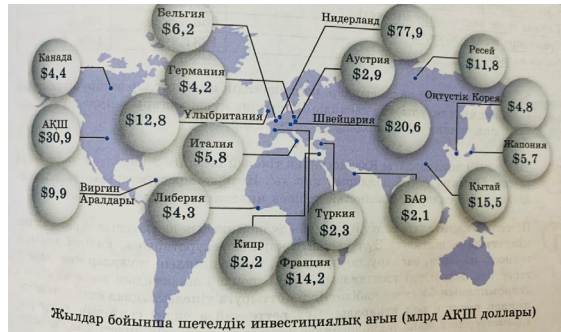 Бельгия
$6,2
Нидерланд
$77,9
Канада
$4,4
Германия
$4,2
Аустрия
$2,9
Ресей
$11,8
Оңтүстік Корея
$4,8
АҚШ
$30,9
$12,8
Ұлыбритания
Швейцария
$20,6
Италия
$5,8
Жапония
$5,7
$9,9
Виргин
Аралдары
Либерия
$4,3
Түркия
$2,3
БАӘ
$2,1
Қытай
$15,5
Кипр
$2,2
Франция
$14,2
Жылдар бойынша шетелдік инвестициялық ағын (млрд АҚШ доллары)